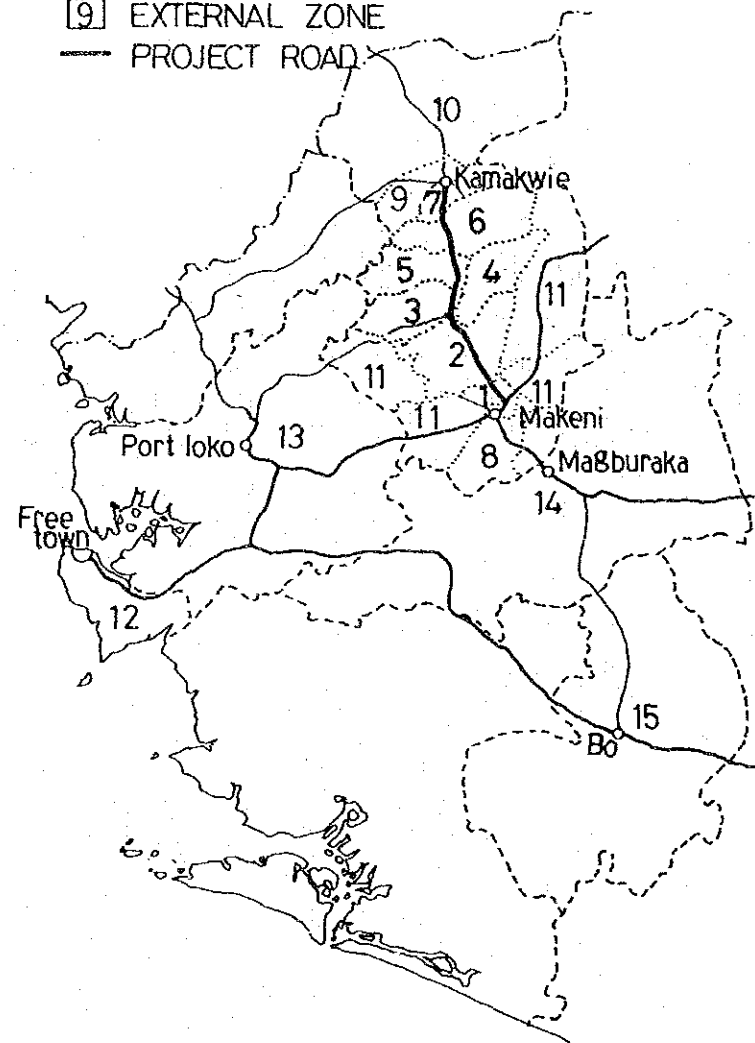 9 EXTERNAL ZONE
PROJECT ROAD
10
Kamakwie
9
7
6
5
4
11
3
2
11
1
11
11
Makeni
Port loko
13
8
Magburaka
14
Free
town
12
15
Bo